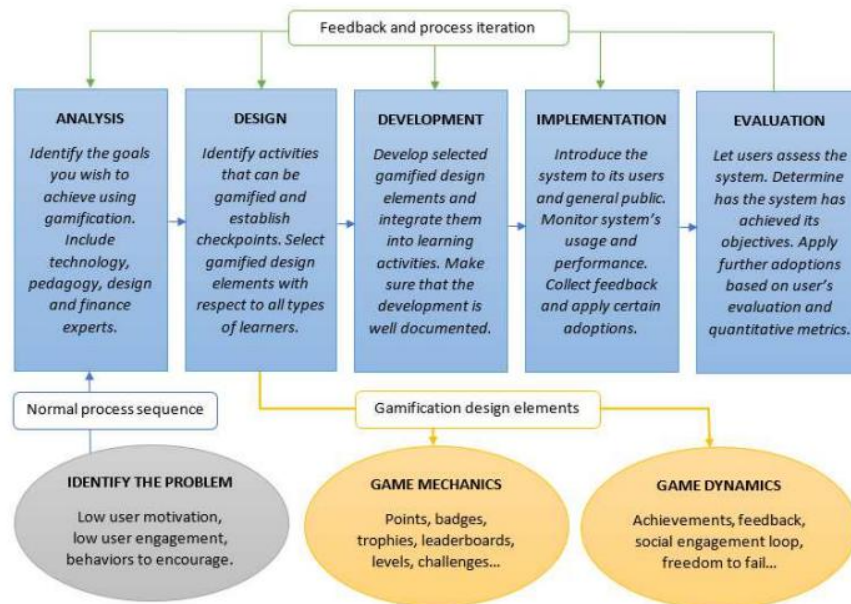 Feedback and process iteration
ANALYSIS
Identify the goals
you wish to
achieve using
gamification.
Include
technology,
pedagogy, design
and finance
experts.
DESIGN
Identify activities
that can be
gamified and
establish
checkpoints. Select
gamified design
elements with
respect to all types
of learners.
DEVELOPMENT
Develop selected
gamified design
elements and
integrate them
into learning
activities. Make
sure that the
development is
well documented.
IMPLEMENTATION
Introduce the
system to its users
and general public.
Monitor system's
usage and
performance.
Collect feedback
and apply certain
adoptions.
EVALUATION
Let users assess the
system. Determine
has the system has
achieved its
objectives. Apply
further adoptions
based on user's
evaluation and
quantitative metrics.
Normal process sequence
Gamification design elements
IDENTIFY THE PROBLEM
Low user motivation,
low user engagement,
behaviors to encourage.
GAME MECHANICS
Points, badges,
trophies, leaderboards,
levels, challenges...
GAME DYNAMICS
Achievements, feedback,
social engagement loop,
freedom to fail...